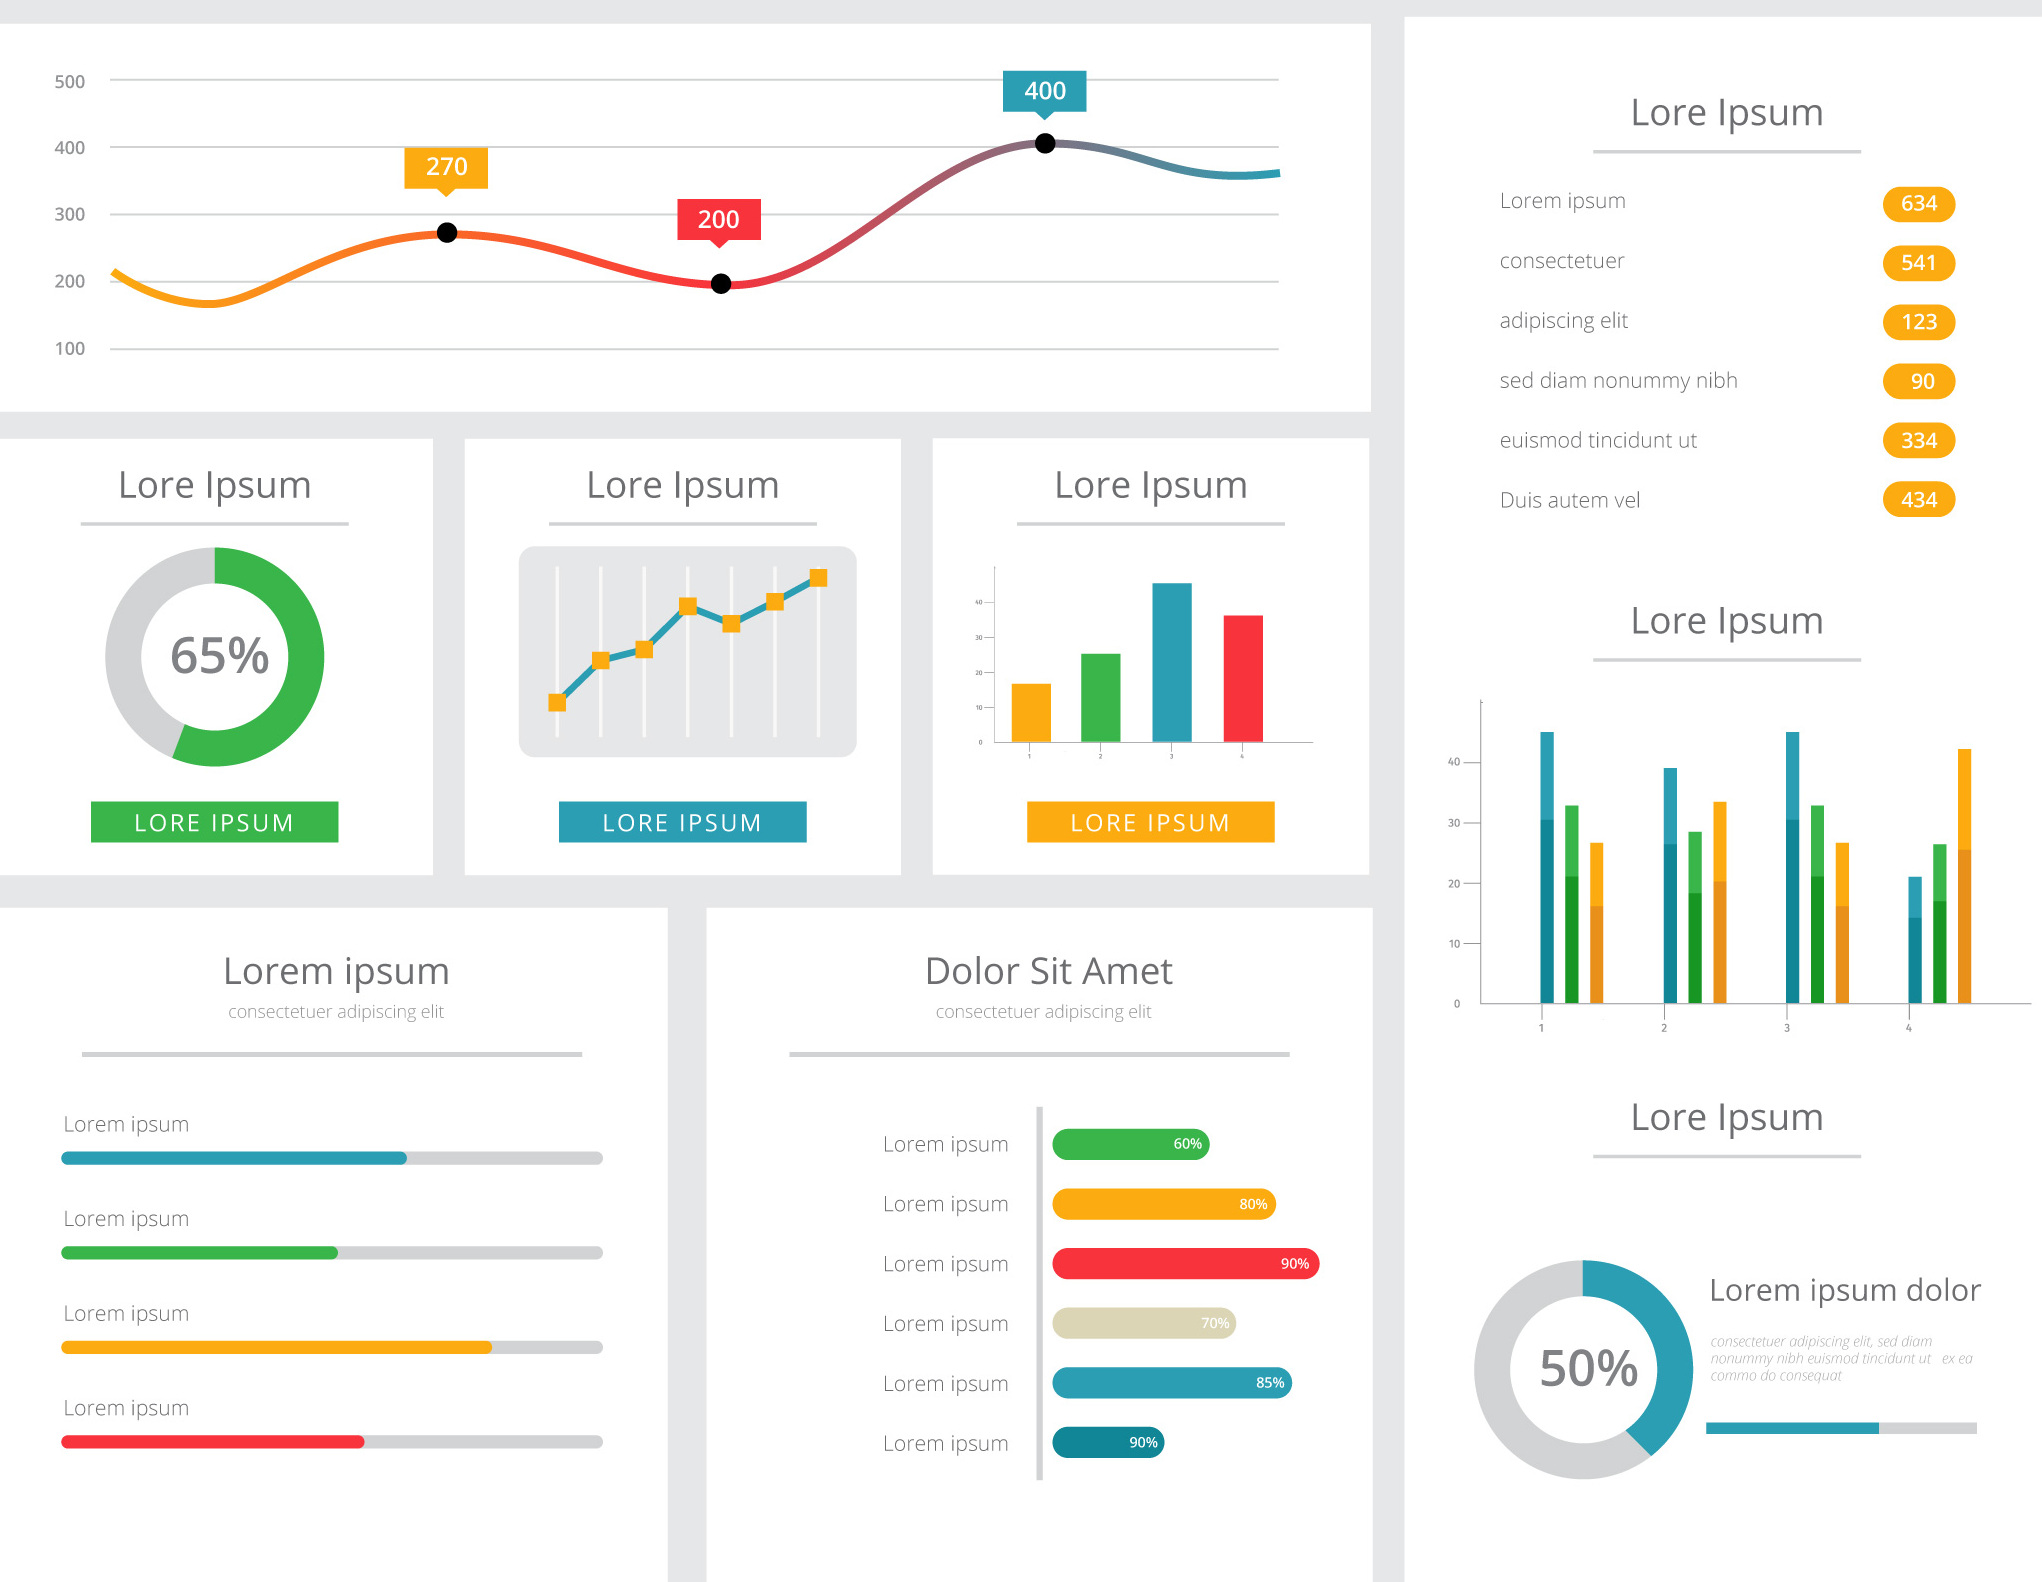 500
400
300
200
100
270
200
400
Lore Ipsum
65%
LORE IPSUM
Lore Ipsum
LORE IPSUM
Lore Ipsum
40
30
20
10
0
1 2 3 4
LORE IPSUM
Lorem ipsum
consectetuer adipiscing elit
Lorem ipsum
Lorem ipsum
Lorem ipsum
Lorem ipsum
Dolor Sit Amet
consectetuer adipiscing elit
Lorem ipsum 60%
Lorem ipsum 80%
Lorem ipsum 90%
Lorem ipsum 70%
Lorem ipsum 85%
Lorem ipsum 90%
Lore Ipsum
Lorem ipsum 634
consectetuer 541
adipiscing elit 123
sed diam nonummy nibh 90
euismod tincidunt ut 334
Duis autem vel 434
Lore Ipsum
40
30
20
10
0
1 2 3 4
Lore Ipsum
50%
Lorem ipsum dolor
consectetuer adipiscing elit, sed diam
nonummy nibh euismod tincidunt ut ex ea
commo do consequat